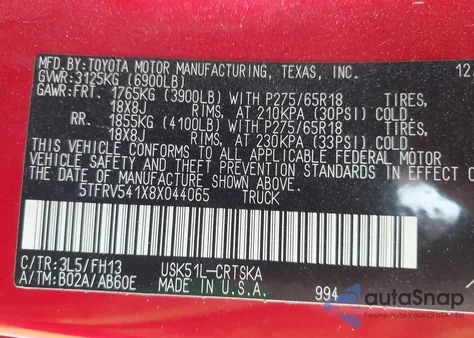 MFD.BY:TOYOTA MOTOR MANUFACTURING, TEXAS, INC. 12.
GVWR:3125KG (6900LB)
GAWR:FRT. 1765KG (3900LB) WITH P275/65R18 TIRES,
18X8J RIMS, AT 210KPA (30PSI) COLD.
RR. 1855KG (4100LB) WITH P275/65R18 TIRES,
18X8J RIMS, AT 230KPA (33PSI) COLD.
THIS VEHICLE CONFORMS TO ALL APPLICABLE FEDERAL MOTOR
VEHICLE SAFETY AND THEFT PREVENTION STANDARDS IN EFFECT O
THE DATE OF MANUFACTURE SHOWN ABOVE.
5TFRV541X8X044065 TRUCK
C/TR:3L5/FH13 USK51L-CRTSKA
A/TM:B02A/AB60E MADE IN U.S.A. 994
autoSnap